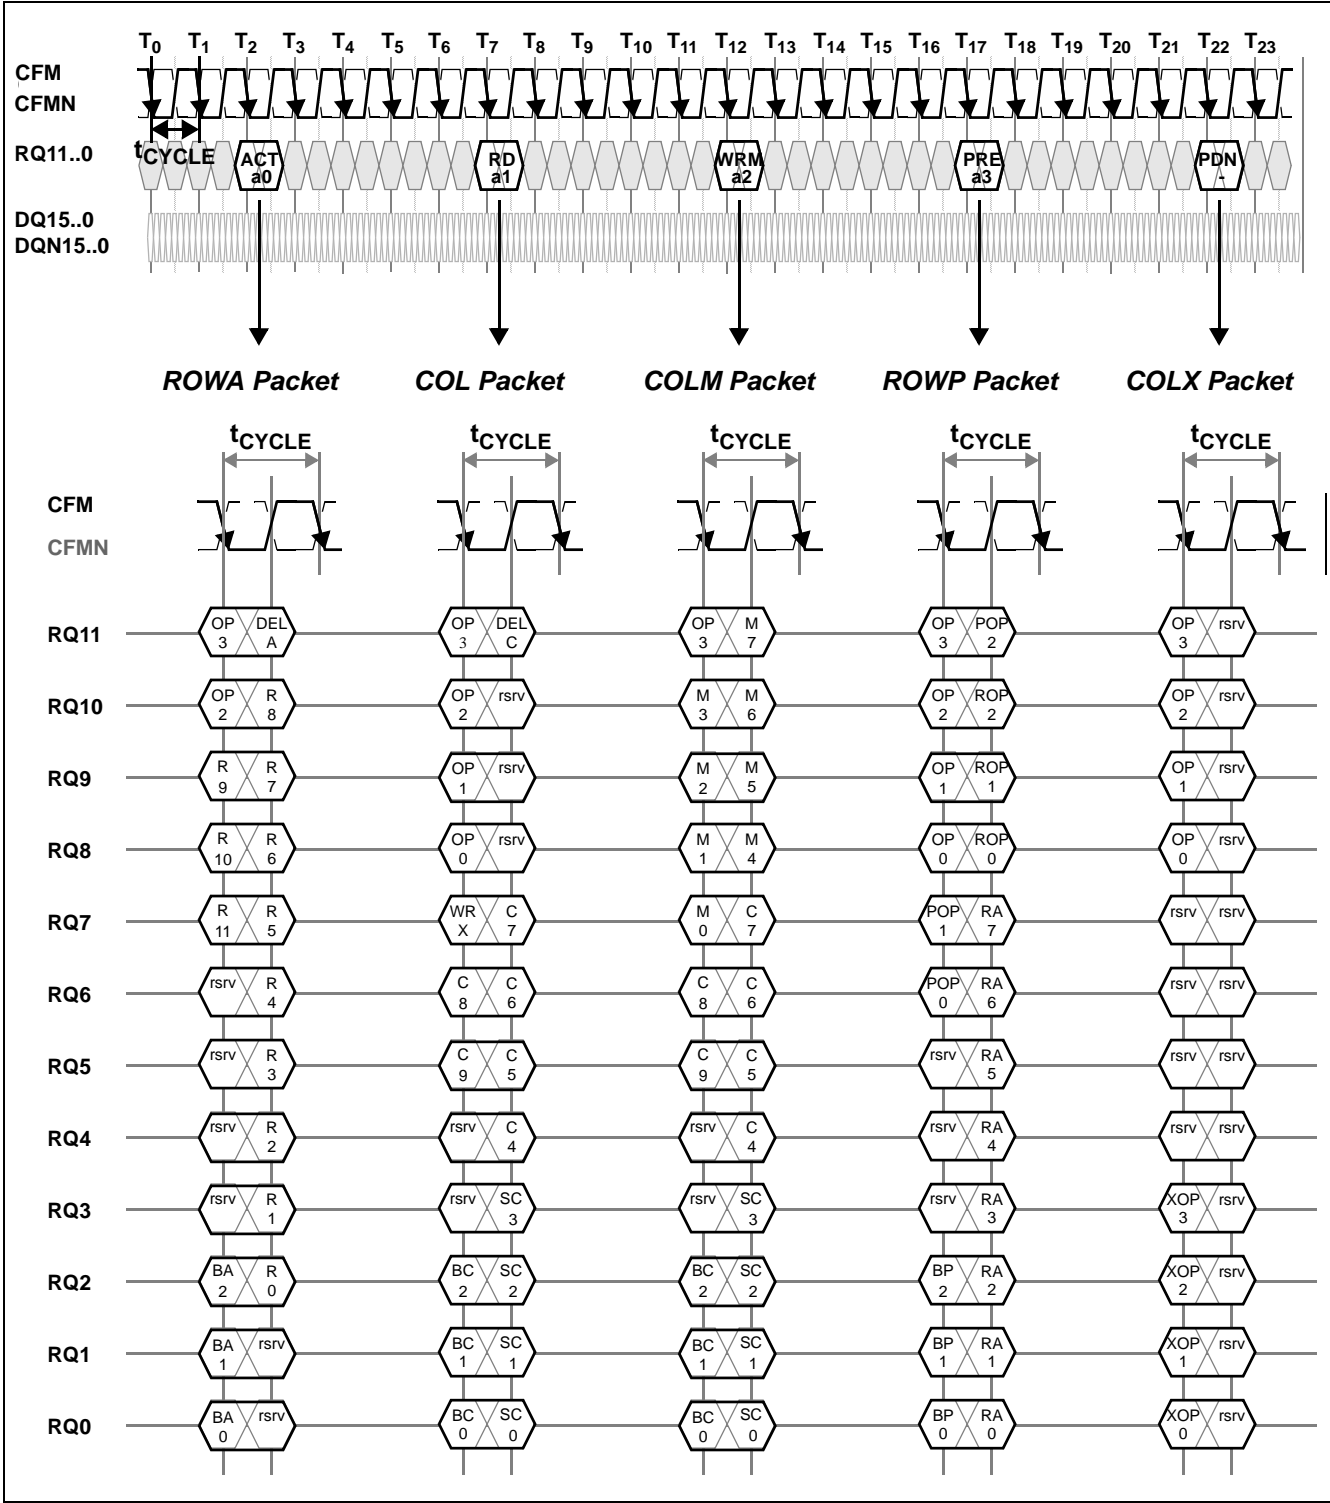 T0 T1 T2 T3 T4 T5 T6 T7 T8 T9 T10 T11 T12 T13 T14 T15 T16 T17 T18 T19 T20 T21 T22 T23
CFM
CFMN
RQ11..0 tCYCLE ACT a0 RD a1 WRM a2 PRE a3 PDN -
DQ15..0
DQN15..0
ROWA Packet COL Packet COLM Packet ROWP Packet COLX Packet
tCYCLE tCYCLE tCYCLE tCYCLE tCYCLE
CFM
CFMN
RQ11 OP 3 DEL A OP 3 DEL C OP 3 M 7 OP 3 POP 2 OP 3 rsrv
RQ10 OP 2 R 8 OP 2 rsrv M 3 M 6 OP 2 ROP 2 OP 2 rsrv
RQ9 R 9 R 7 OP 1 rsrv M 2 M 5 OP 1 ROP 1 OP 1 rsrv
RQ8 R 10 R 6 OP 0 rsrv M 1 M 4 OP 0 ROP 0 OP 0 rsrv
RQ7 R 11 R 5 WR X C 7 M 0 C 7 POP 1 RA 7 rsrv rsrv
RQ6 rsrv R 4 C 8 C 6 C 8 C 6 POP 0 RA 6 rsrv rsrv
RQ5 rsrv R 3 C 9 C 5 C 9 C 5 rsrv RA 5 rsrv rsrv
RQ4 rsrv R 2 rsrv C 4 rsrv C 4 rsrv RA 4 rsrv rsrv
RQ3 rsrv R 1 rsrv SC 3 rsrv SC 3 rsrv RA 3 XOP 3 rsrv
RQ2 BA 2 R 0 BC 2 SC 2 BC 2 SC 2 BP 2 RA 2 XOP 2 rsrv
RQ1 BA 1 rsrv BC 1 SC 1 BC 1 SC 1 BP 1 RA 1 XOP 1 rsrv
RQ0 BA 0 rsrv BC 0 SC 0 BC 0 SC 0 BP 0 RA 0 XOP 0 rsrv